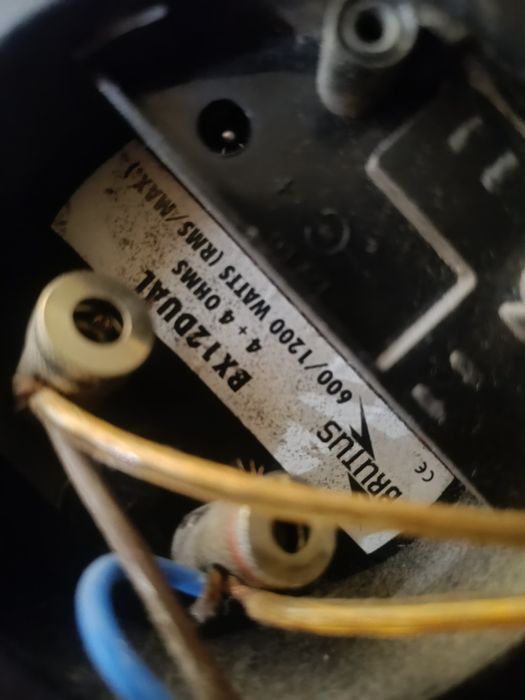 BRUTUS
CE
BX12DUAL
4 + 4 OHMS
600/1200 WATTS (RMS/MAX.)